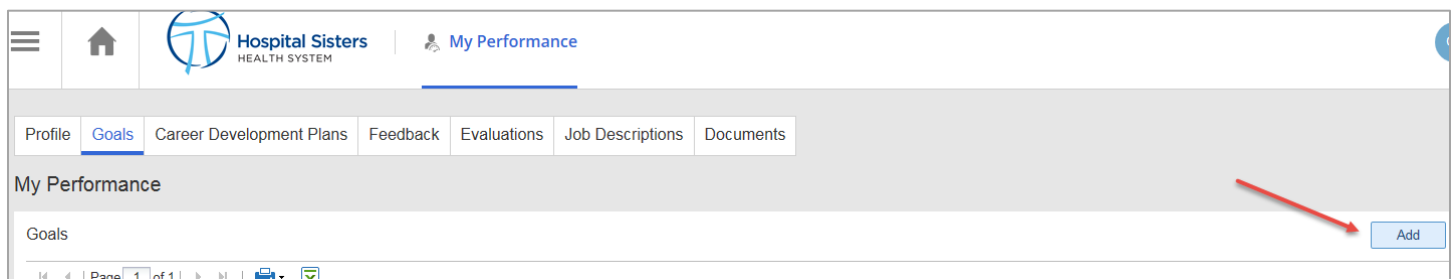 Hospital Sisters
HEALTH SYSTEM
My Performance
Profile Goals Career Development Plans Feedback Evaluations Job Descriptions Documents
My Performance
Goals Add
Page 1 of 1